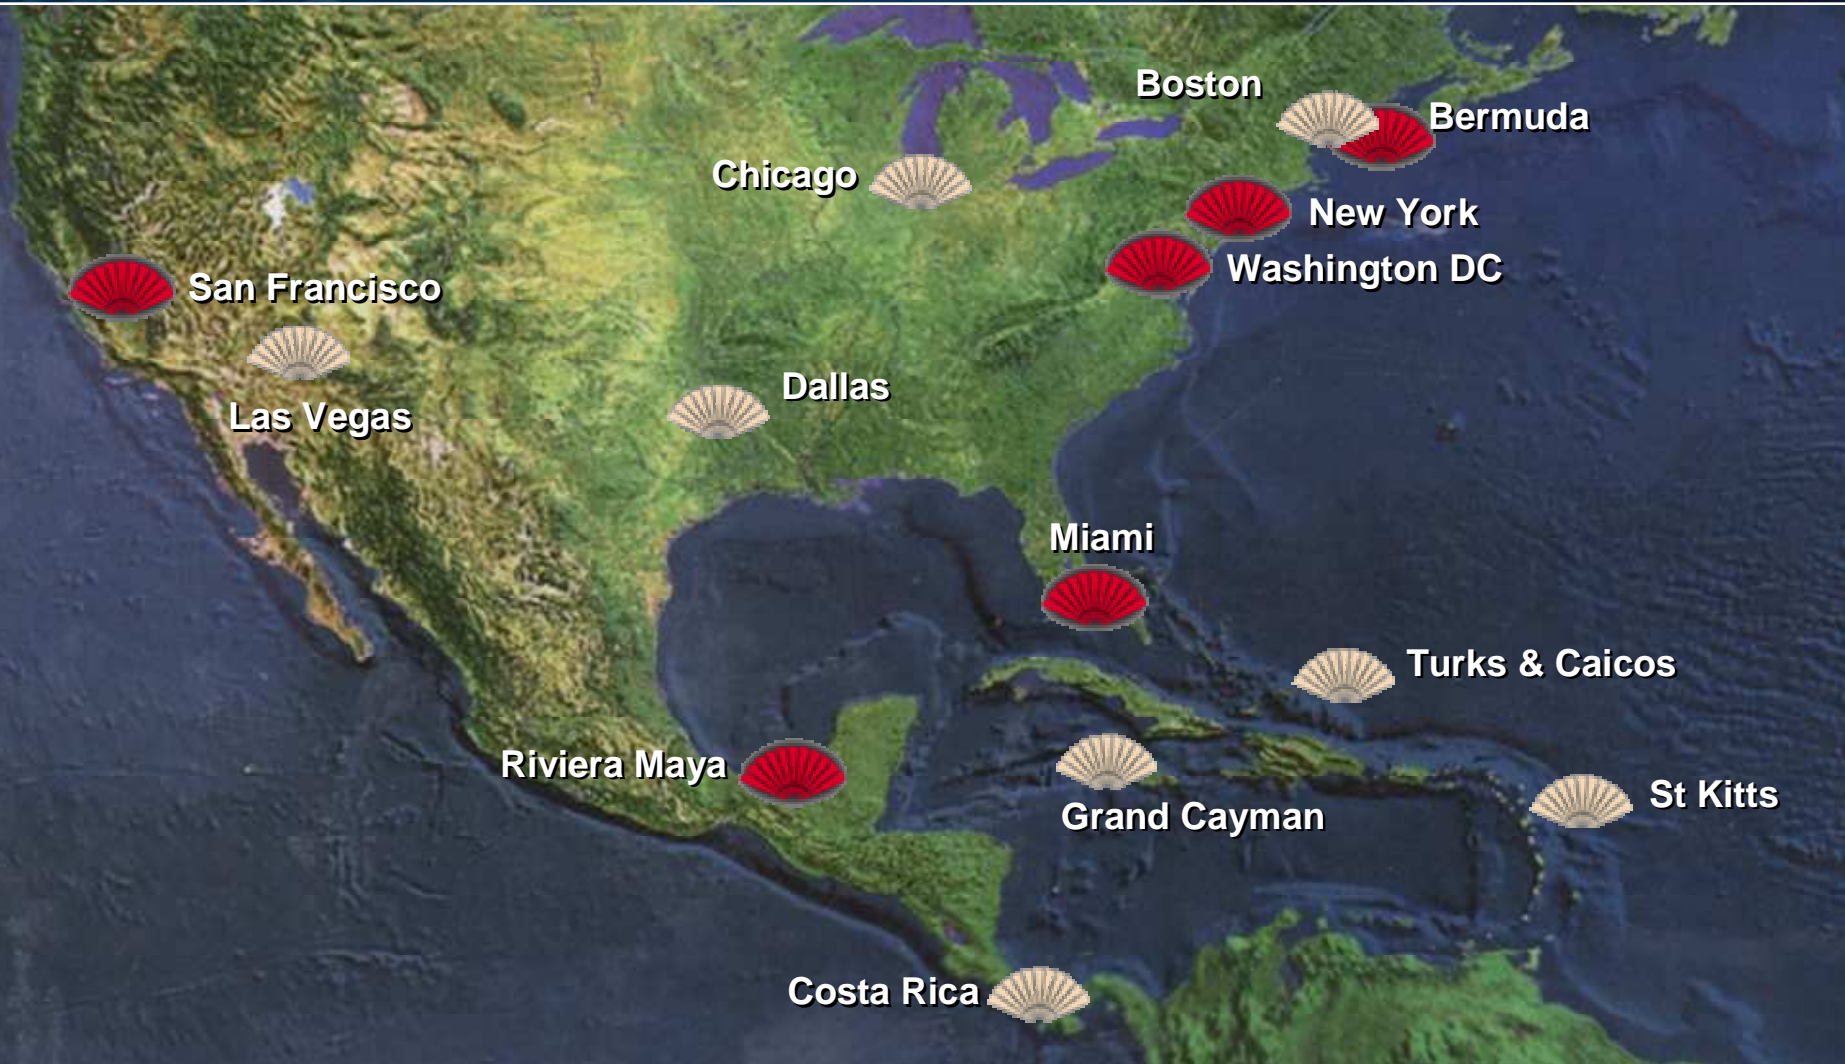 Boston
Bermuda
Chicago
New York
Washington DC
San Francisco
Dallas
Las Vegas
Miami
Turks & Caicos
Riviera Maya
St Kitts
Grand Cayman
Costa Rica